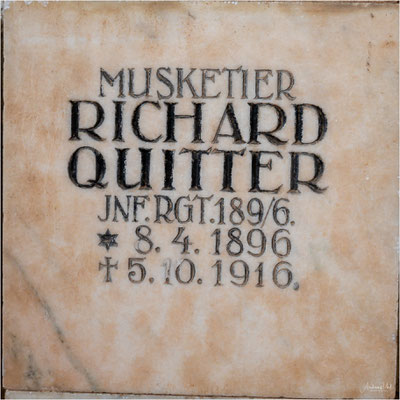 MUSKETIER
RICHARD
QUITTER
JNF.RGT.189/6.
✶ 8. 4. 1896
† 5. 10. 1916.